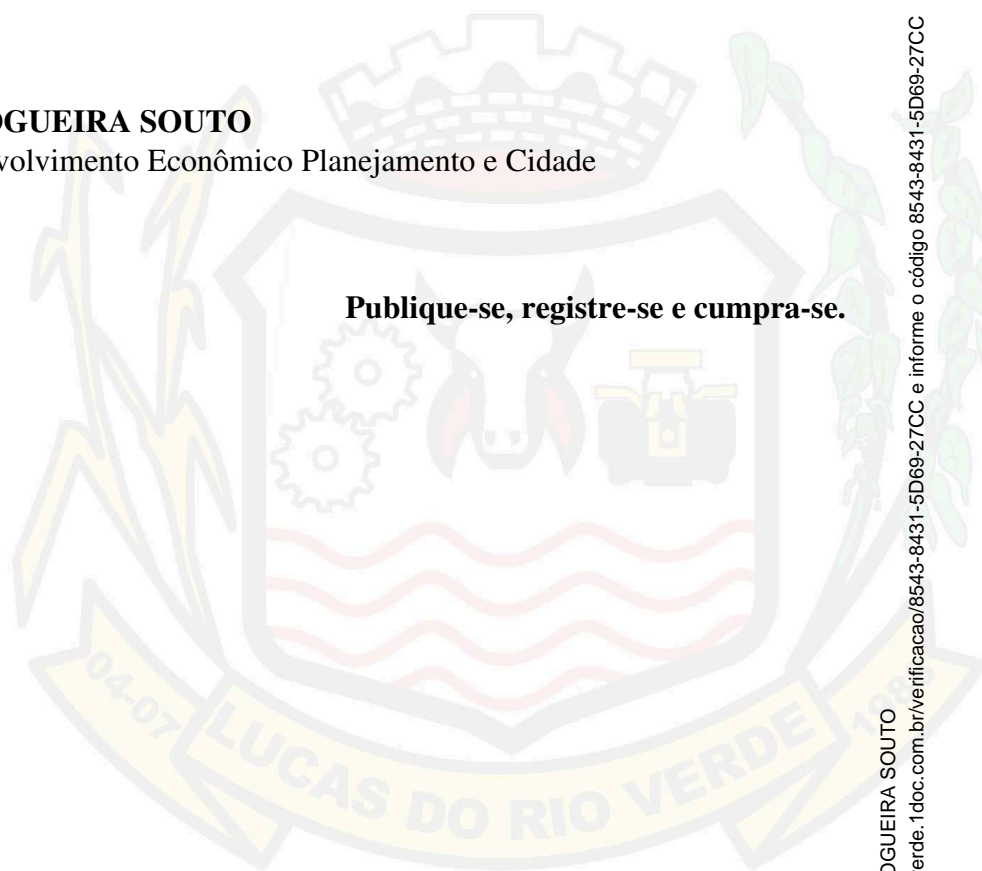 OGUEIRA SOUTO
volvimento Econômico Planejamento e Cidade
Publique-se, registre-se e cumpra-se.
04-07
LUCAS DO RIO VERDE
OGUEIRA SOUTO
erde.1doc.com.br/verificacao/8543-8431-5D69-27CC e informe o código 8543-8431-5D69-27CC